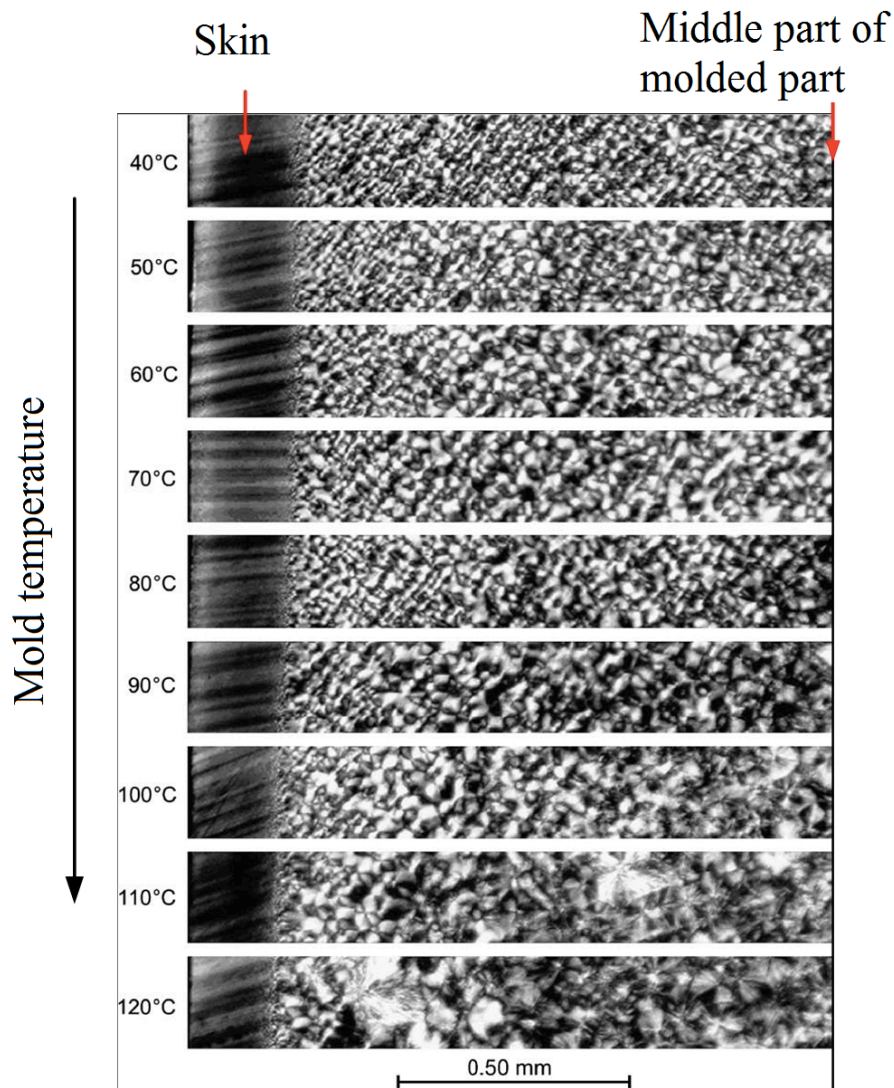 Skin
Middle part of
molded part
40°C
50°C
60°C
70°C
80°C
90°C
100°C
110°C
120°C
Mold temperature
0.50 mm